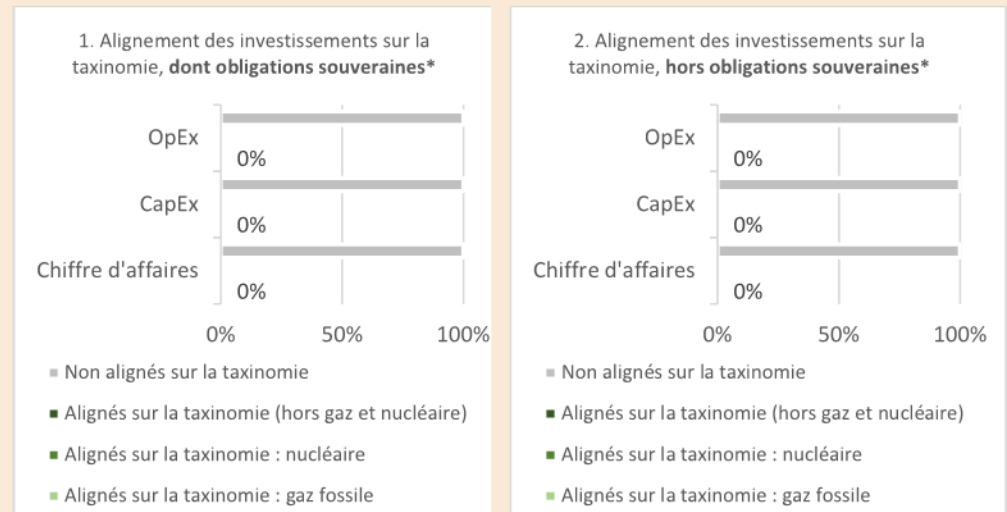 1. Alignement des investissements sur la
taxinomie, dont obligations souveraines*
OpEx
0%
CapEx
0%
Chiffre d'affaires
0%
0% 50% 100%
Non alignés sur la taxinomie
Alignés sur la taxinomie (hors gaz et nucléaire)
Alignés sur la taxinomie : nucléaire
Alignés sur la taxinomie : gaz fossile
2. Alignement des investissements sur la
taxinomie, hors obligations souveraines*
OpEx
0%
CapEx
0%
Chiffre d'affaires
0%
0% 50% 100%
Non alignés sur la taxinomie
Alignés sur la taxinomie (hors gaz et nucléaire)
Alignés sur la taxinomie : nucléaire
Alignés sur la taxinomie : gaz fossile